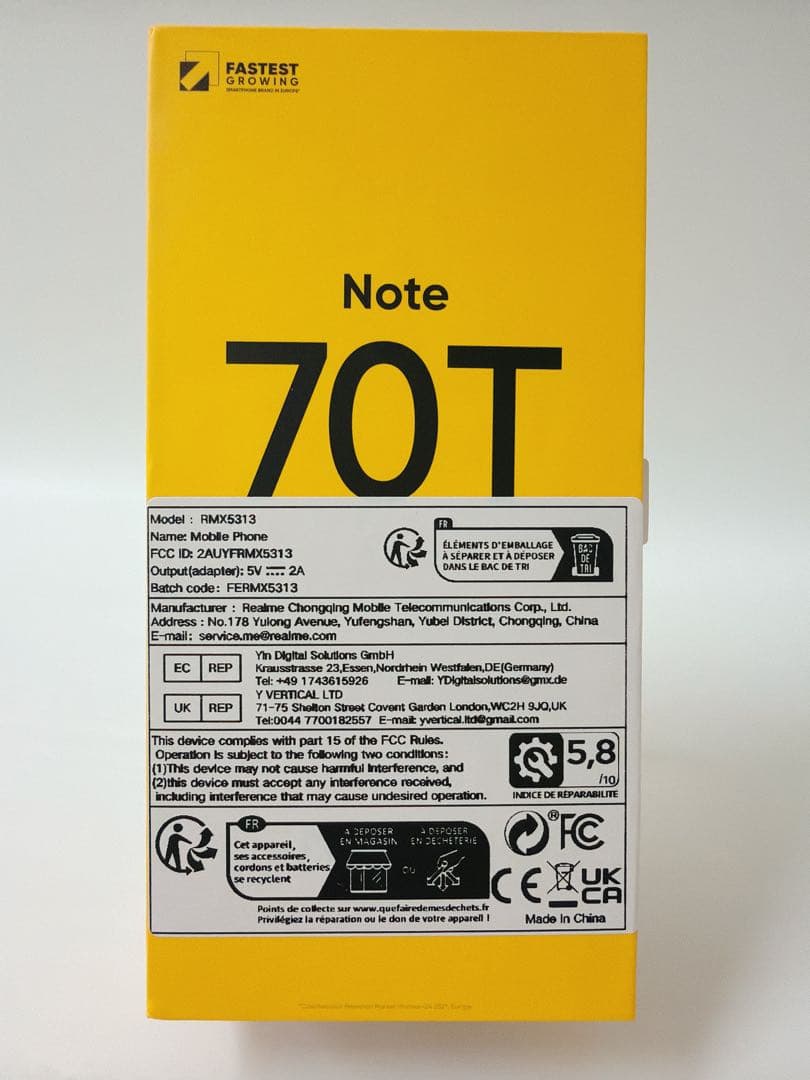 FASTEST
GROWING
SMARTPHONE BRAND IN EUROPE*
Note
70T
Model : RMX5313
Name: Mobile Phone
FCC ID: 2AUYFRMX5313
Output(adapter): 5V 2A
Batch code: FERMX5313
FR
ÉLÉMENTS D'EMBALLAGE
À SÉPARER ET À DÉPOSER
DANS LE BAC DE TRI
BAC
DE
TRI
Manufacturer : Realme Chongqing Mobile Telecommunications Corp., Ltd.
Address : No.178 Yulong Avenue, Yufengshan, Yubei District, Chongqing, China
E-mail: service.me@realme.com
EC REP
Yin Digital Solutions GmbH
Krausstrasse 23,Essen,Nordrhein Westfalen,DE(Germany)
Tel: +49 1743615926 E-mail: YDigitalsolutions@gmx.de
UK REP
Y VERTICAL LTD
71-75 Shelton Street Covent Garden London,WC2H 9JQ,UK
Tel:0044 7700182557 E-mail: yvertical.ltd@gmail.com
This device complies with part 15 of the FCC Rules.
Operation is subject to the following two conditions:
(1)This device may not cause harmful interference, and
(2)this device must accept any interference received,
including interference that may cause undesired operation.
5,8
/10
INDICE DE RÉPARABILITE
FR
Cet appareil,
ses accessoires,
cordons et batteries
se recyclent
À DÉPOSER
EN MAGASIN
OU
À DÉPOSER
EN DÉCHÈTERIE
Points de collecte sur www.quefairedemesdechets.fr
Privilégiez la réparation ou le don de votre appareil !
® FC
CE UK
CA
Made In China